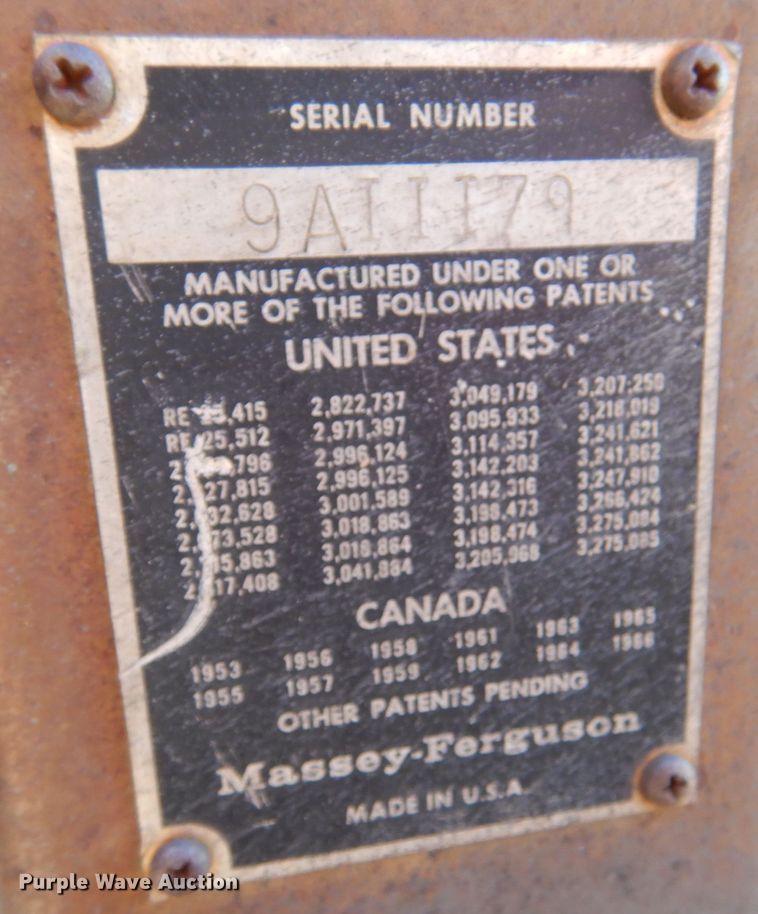 SERIAL NUMBER
9A111179
MANUFACTURED UNDER ONE OR
MORE OF THE FOLLOWING PATENTS
UNITED STATES
RE 2,822,737 3,049,179 3,207,250
RE 25,512 2,971,397 3,095,933 3,218,019
2,996,124 3,114,357 3,241,621
2,996,125 3,142,203 3,241,862
3,001,589 3,142,316 3,247,910
3,018,863 3,198,473 3,266,424
3,018,864 3,198,474 3,275,084
3,041,884 3,205,968 3,275,085
CANADA
1953 1956 1958 1961 1963 1965
1955 1957 1959 1962 1964 1966
OTHER PATENTS PENDING
Massey-Ferguson
MADE IN U.S.A.
Purple Wave Auction